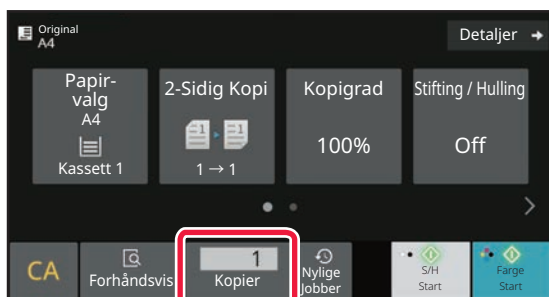 Original
A4
Detaljer
Papir-
valg
A4
Kassett 1
2-Sidig Kopi
1 → 1
Kopigrad
100%
Stifting / Hulling
Off
CA
Forhåndsvis
1
Kopier
Nylige
Jobber
S/H
Start
Farge
Start